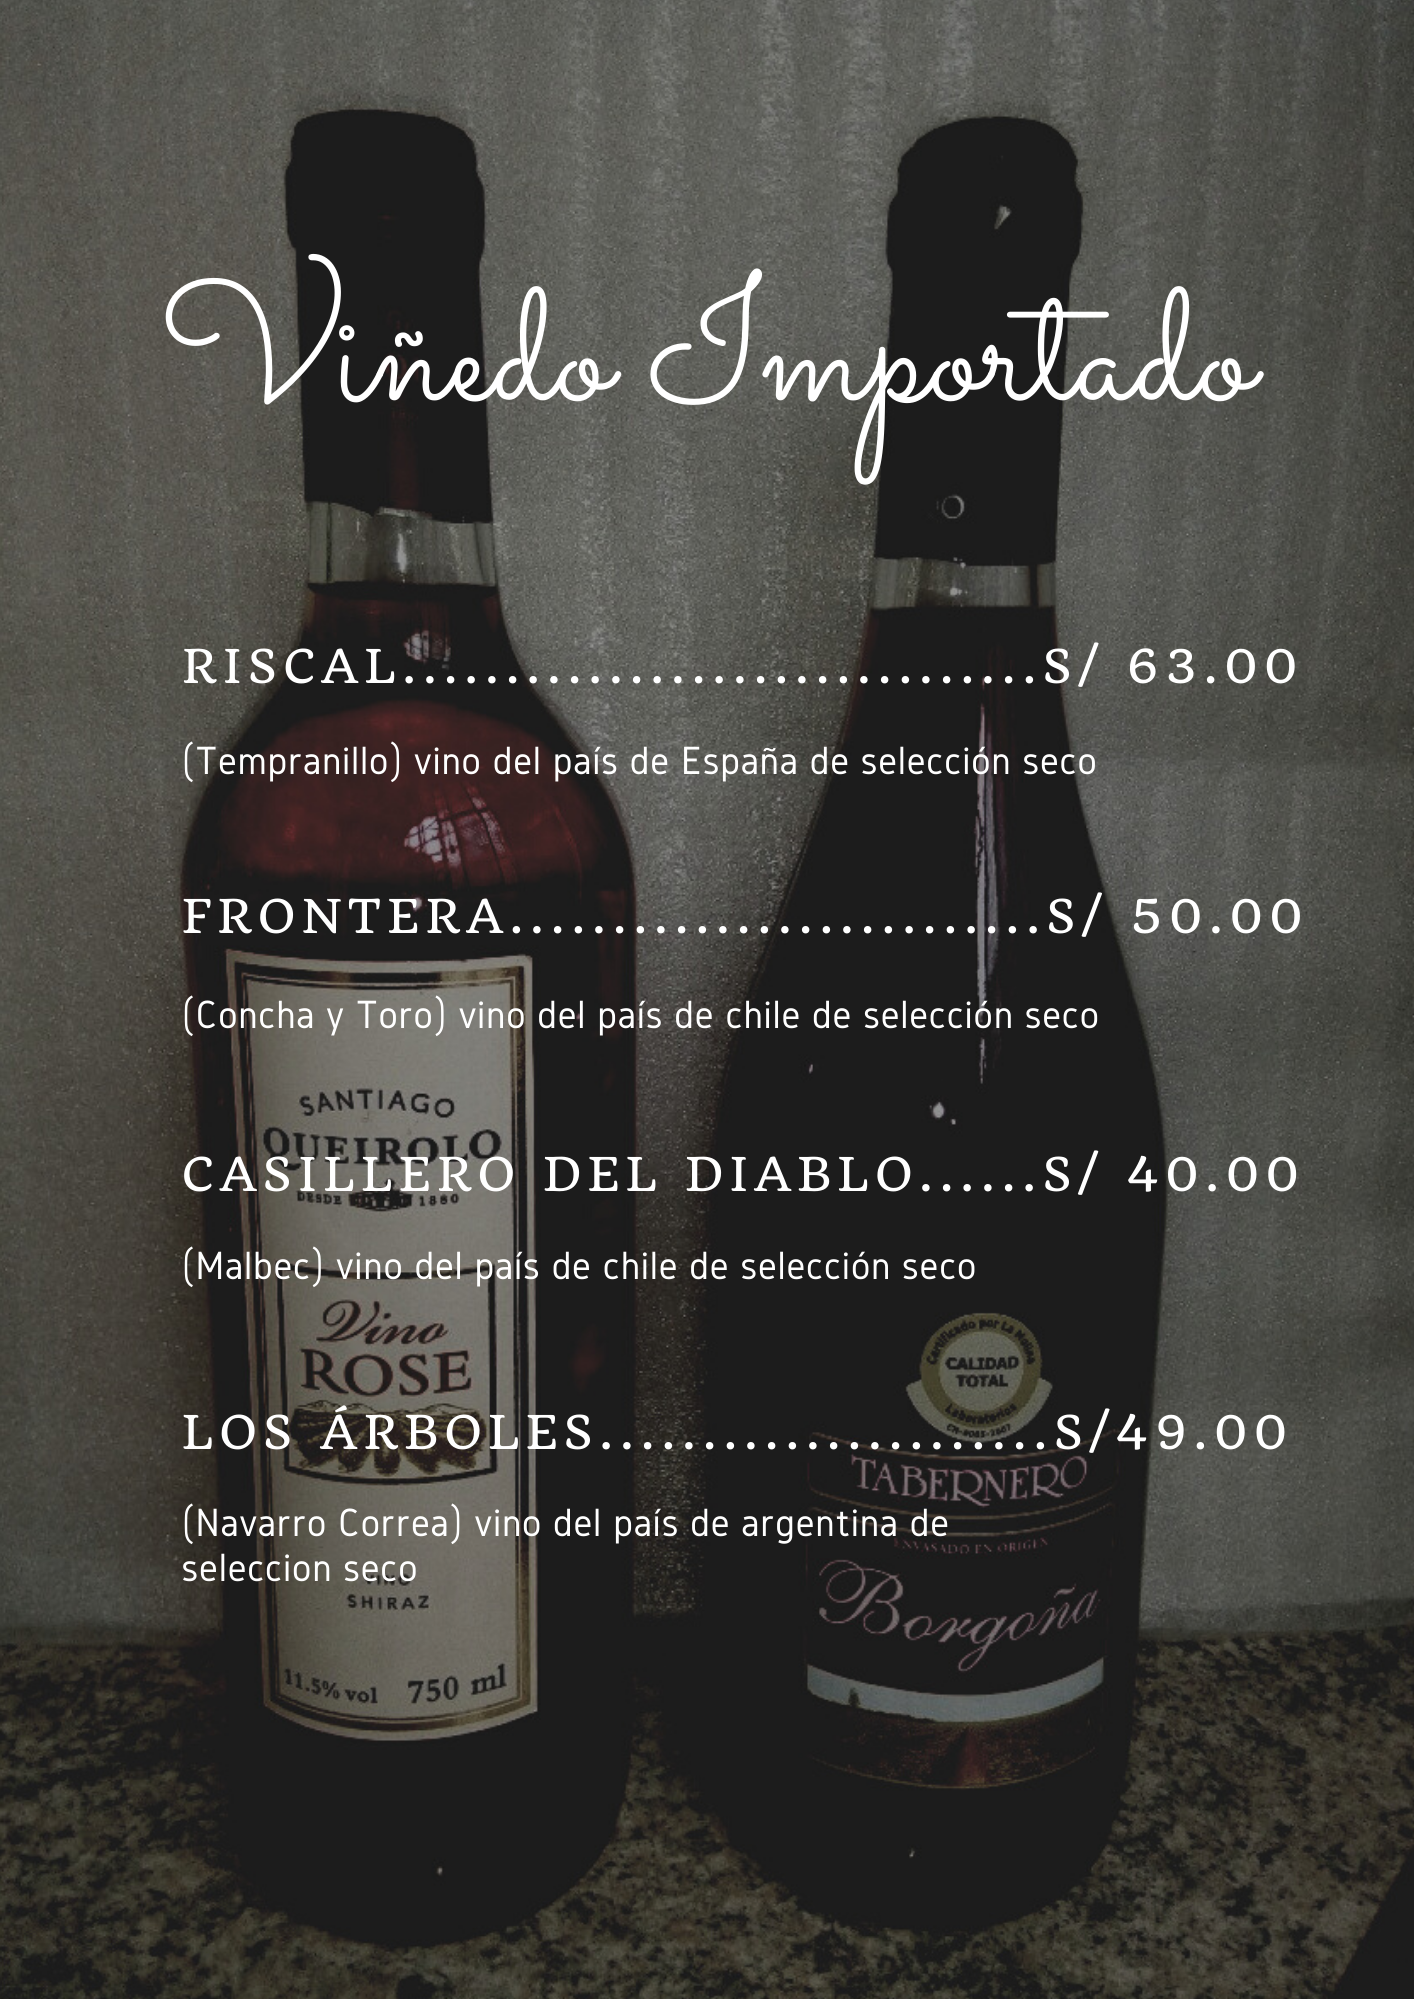 Viñedo Importado
RISCAL...............................S/ 63.00
(Tempranillo) vino del país de España de selección seco
FRONTERA..........................S/ 50.00
(Concha y Toro) vino del país de chile de selección seco
SANTIAGO
QUEIROLO
CASILLERO DEL DIABLO......S/ 40.00
DESDE 1880
(Malbec) vino del país de chile de selección seco
Vino
ROSE
Certificado por La Molina
CALIDAD
TOTAL
Laboratorios
LOS ÁRBOLES......................S/49.00
TABERNERO
(Navarro Correa) vino del país de argentina de
seleccion seco
ENVASADO EN ORIGEN
VINO
SHIRAZ
Borgoña
11.5% vol 750 ml